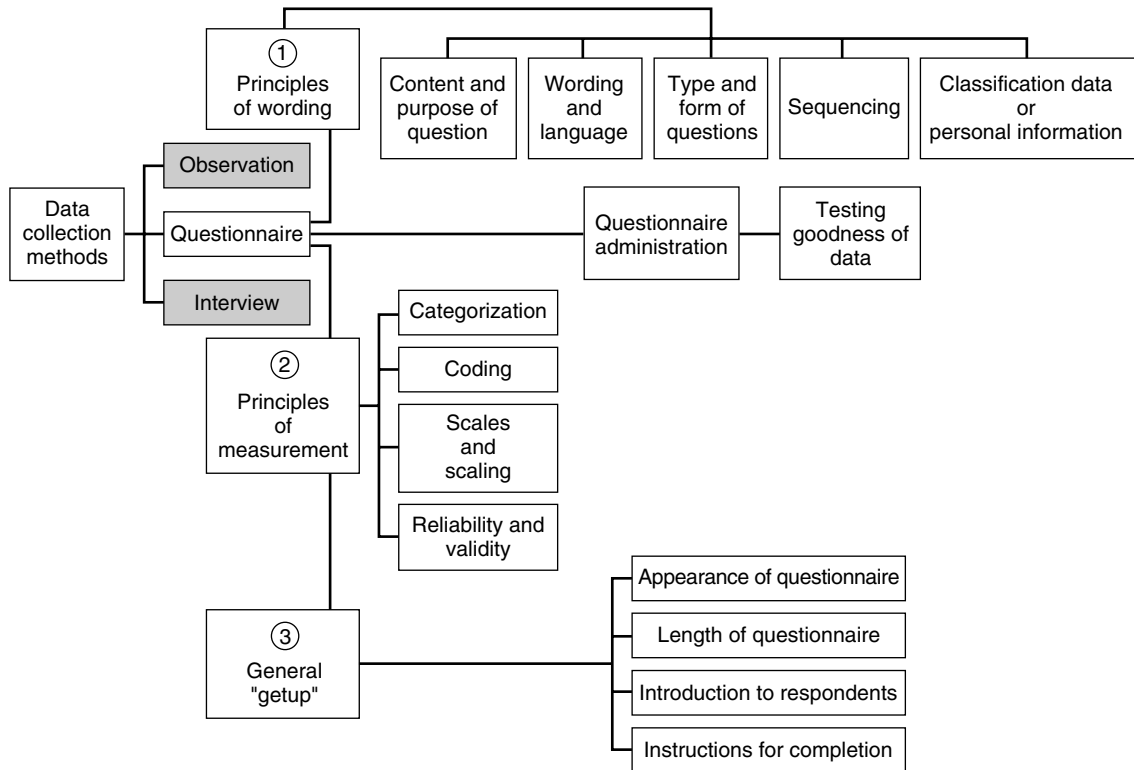 ①
Principles
of wording
Content and
purpose of
question
Wording
and
language
Type and
form of
questions
Sequencing
Classification data
or
personal information
Observation
Data
collection
methods
Questionnaire
Questionnaire
administration
Testing
goodness of
data
Interview
②
Principles
of
measurement
Categorization
Coding
Scales
and
scaling
Reliability and
validity
③
General
"getup"
Appearance of questionnaire
Length of questionnaire
Introduction to respondents
Instructions for completion